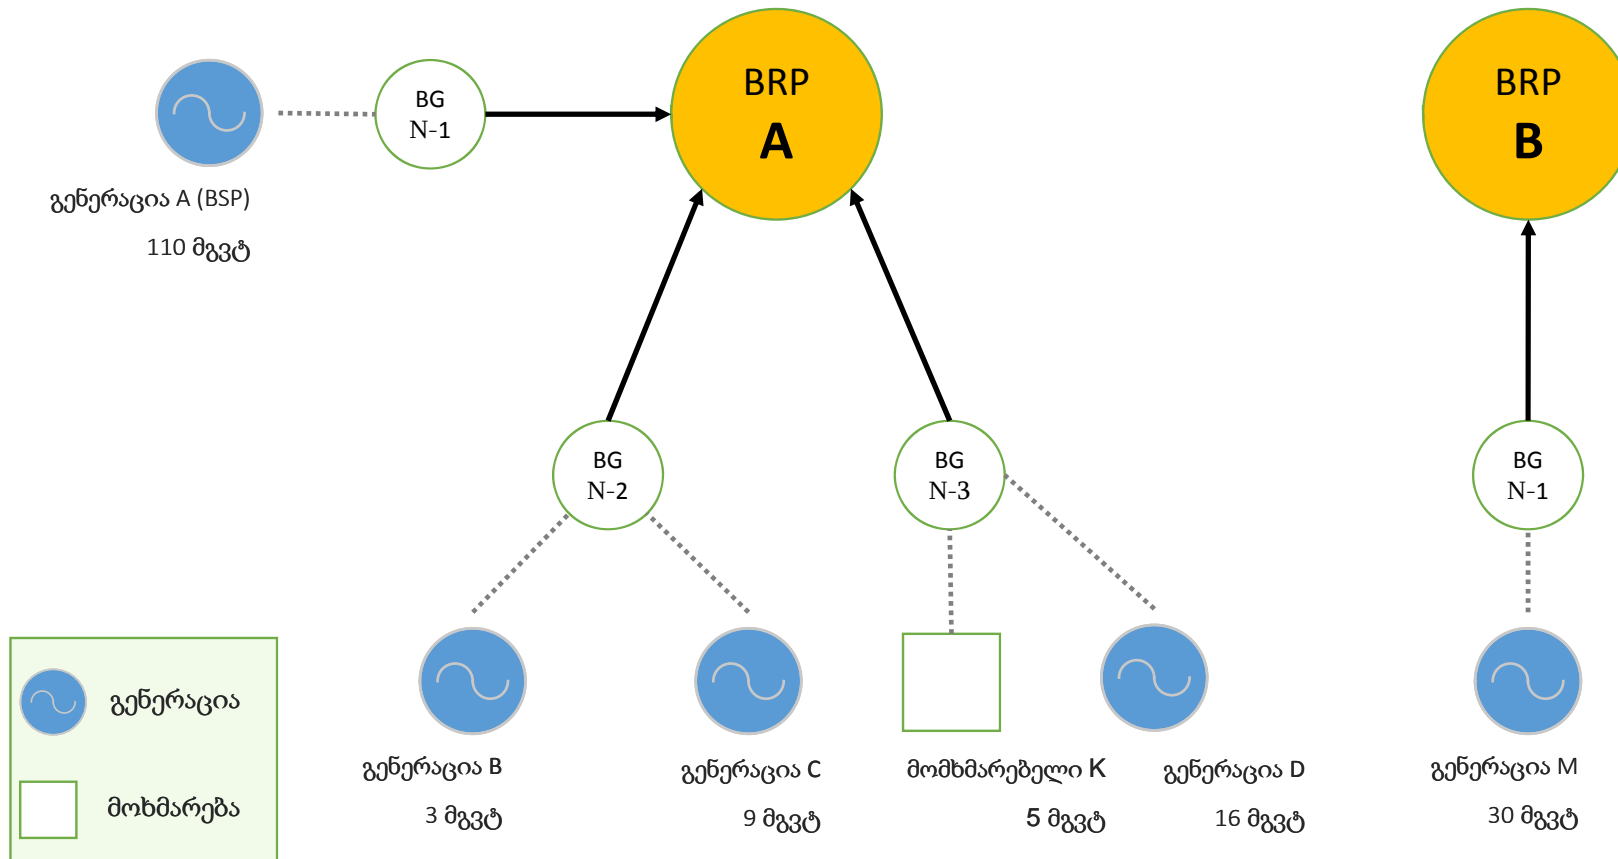 BRP
A
BRP
B
BG
N-1
გენერაცია A (BSP)
110 მგვტ
BG
N-2
BG
N-3
BG
N-1
გენერაცია
მოხმარება
გენერაცია B
3 მგვტ
გენერაცია C
9 მგვტ
მომხმარებელი K
5 მგვტ
გენერაცია D
16 მგვტ
გენერაცია M
30 მგვტ